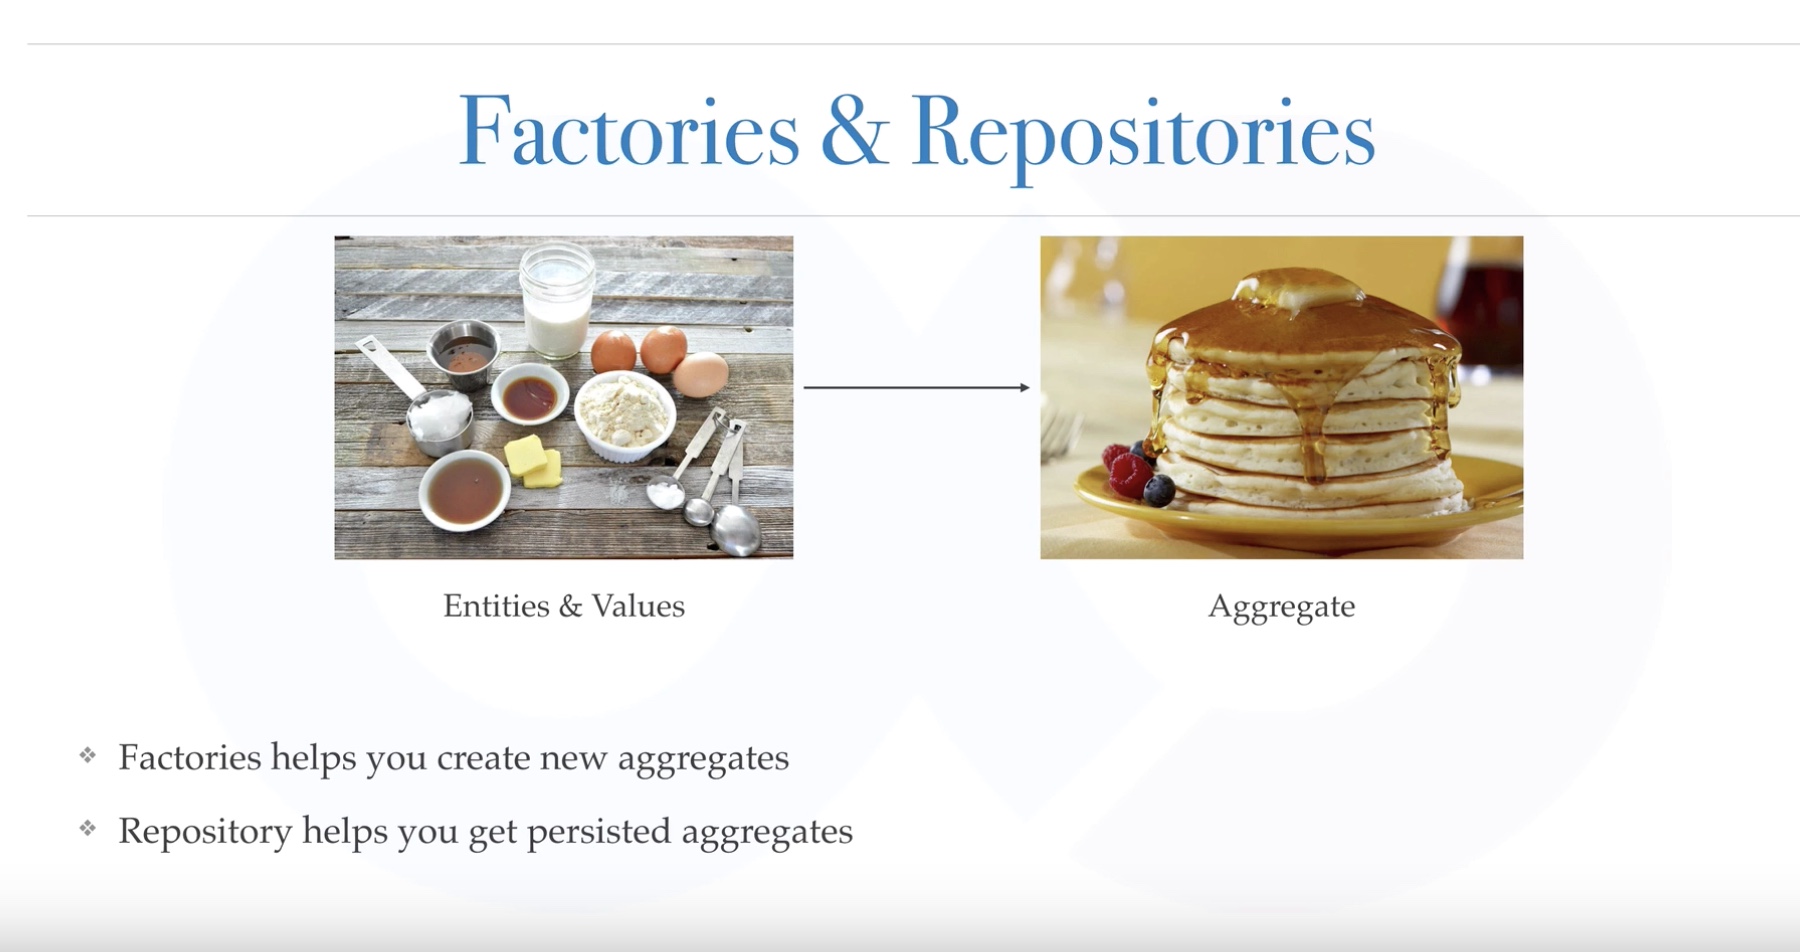 Factories & Repositories
Entities & Values
Aggregate
Factories helps you create new aggregates
Repository helps you get persisted aggregates